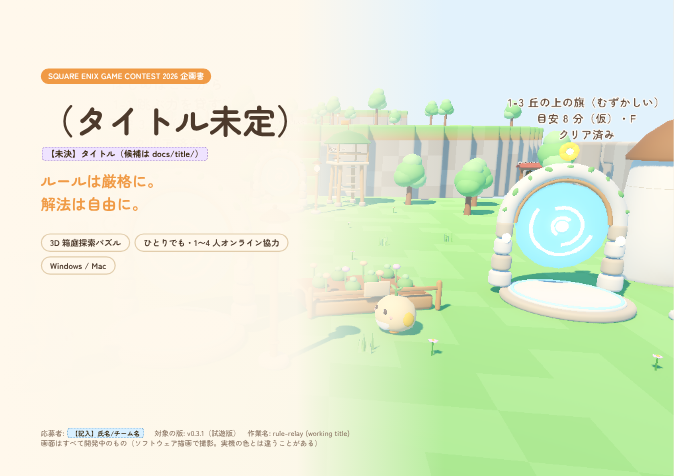 SQUARE ENIX GAME CONTEST 2026 企画書
（タイトル未定）
【未決】タイトル（候補は docs/title/）
ルールは厳格に。
解法は自由に。
3D 箱庭探索パズル
ひとりでも・1〜4 人オンライン協力
Windows / Mac
1-3 丘の上の旗（むずかしい）
目安 8 分（仮）・F
クリア済み
応募者: 【記入】氏名/チーム名 対象の版: v0.3.1（試遊版） 作業名: rule-relay (working title)
画面はすべて開発中のもの（ソフトウェア描画で撮影。実機の色とは違うことがある）